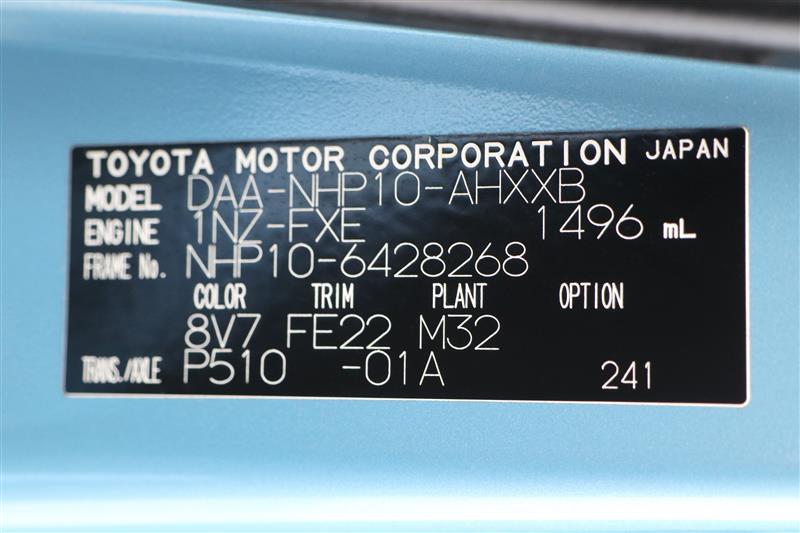 TOYOTA MOTOR CORPORATION JAPAN
MODEL DAA-NHP10-AHXXB
ENGINE 1NZ-FXE 1496 mL
FRAME No. NHP10-6428268
COLOR TRIM PLANT OPTION
8V7 FE22 M32
TRANS./AXLE P510 -01A 241